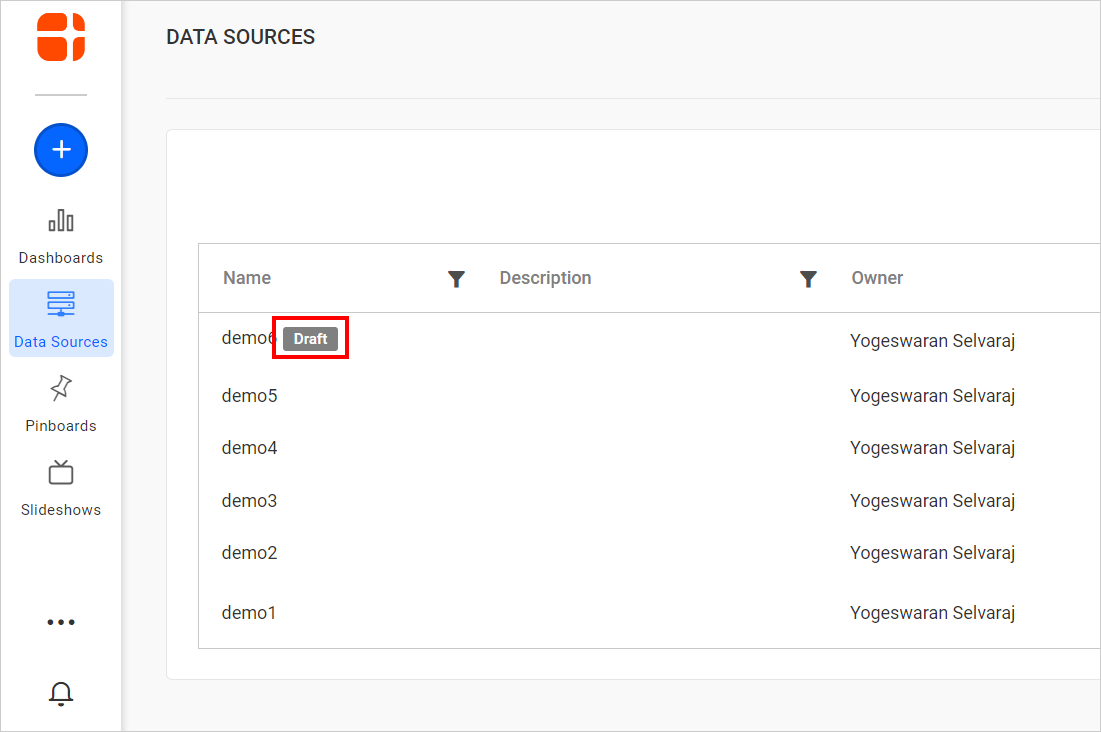 DATA SOURCES
Dashboards
Data Sources
Pinboards
Slideshows
Name Description Owner
demo6 Draft Yogeswaran Selvaraj
demo5 Yogeswaran Selvaraj
demo4 Yogeswaran Selvaraj
demo3 Yogeswaran Selvaraj
demo2 Yogeswaran Selvaraj
demo1 Yogeswaran Selvaraj